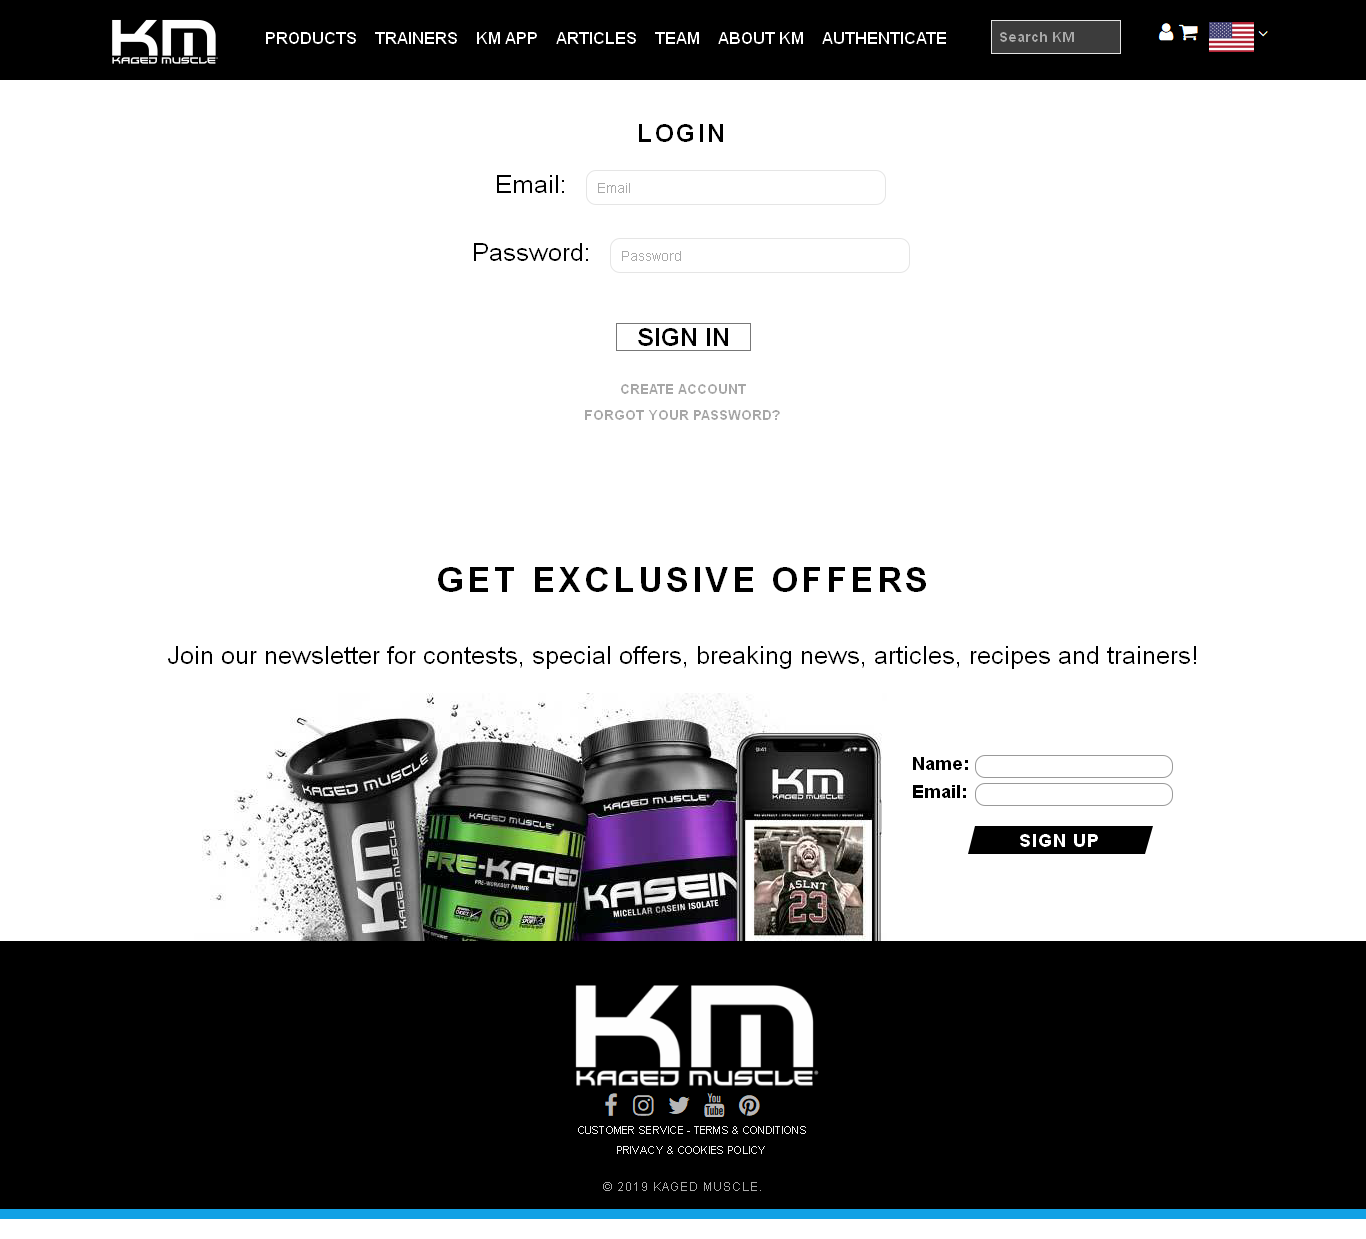 KM
KAGED MUSCLE
PRODUCTS TRAINERS KM APP ARTICLES TEAM ABOUT KM AUTHENTICATE
Search KM
LOGIN
Email: Email
Password: Password
SIGN IN
CREATE ACCOUNT
FORGOT YOUR PASSWORD?
GET EXCLUSIVE OFFERS
Join our newsletter for contests, special offers, breaking news, articles, recipes and trainers!
KAGED MUSCLE
KM
KAGED MUSCLE
KAGED MUSCLE®
PRE-KAGED
PRE-WORKOUT PRIMER
KAGED MUSCLE®
KASEIN
MICELLAR CASEIN ISOLATE
9:41
KM
KAGED MUSCLE
ASLNT
23
Name:
Email:
SIGN UP
KM
KAGED MUSCLE®
You
Tube
CUSTOMER SERVICE - TERMS & CONDITIONS
PRIVACY & COOKIES POLICY
© 2019 KAGED MUSCLE.